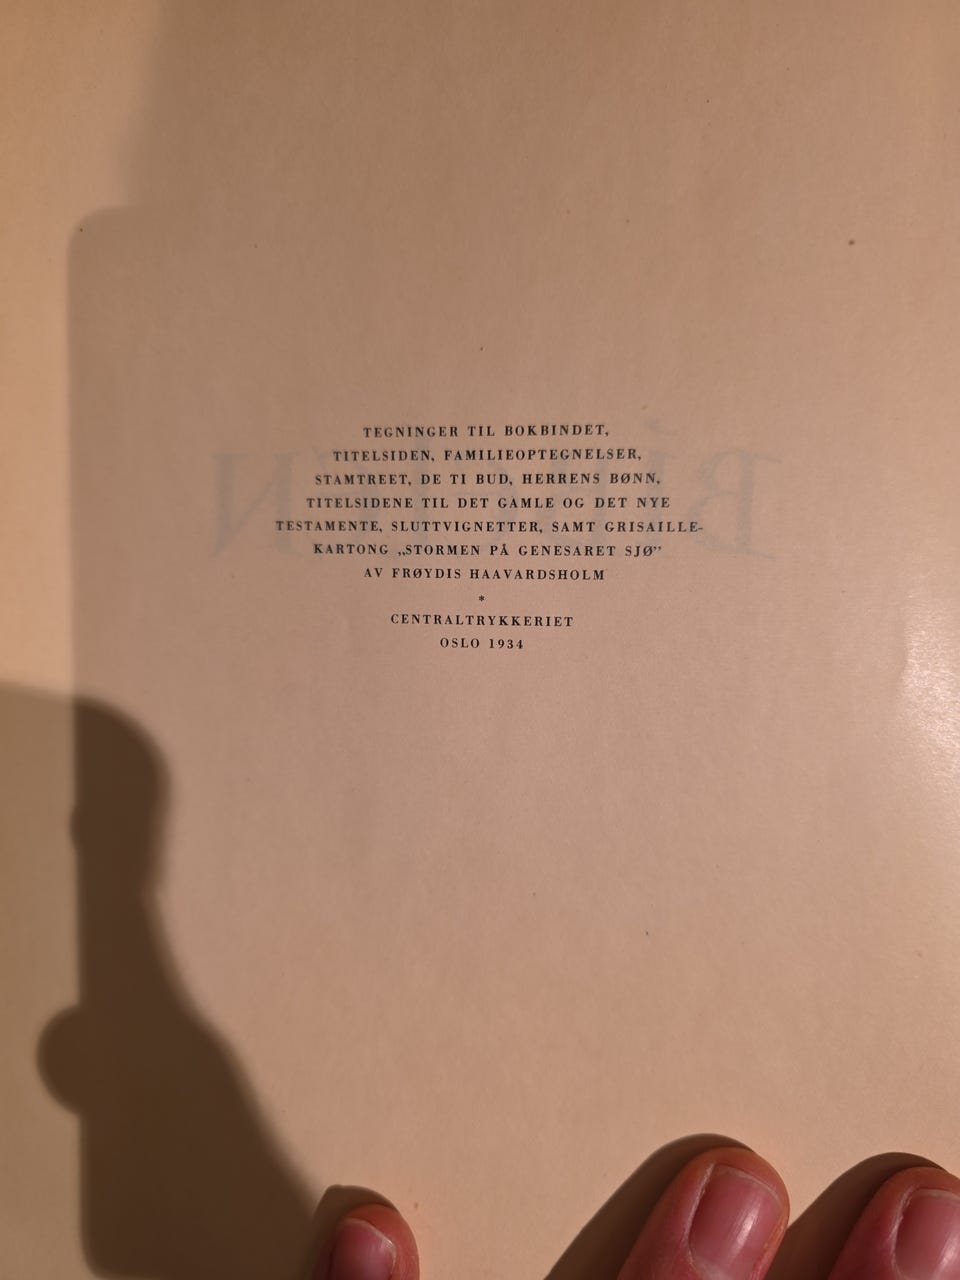 TEGNINGER TIL BOKBINDET,
TITELSIDEN, FAMILIEOPTEGNELSER,
STAMTREET, DE TI BUD, HERRENS BØNN,
TITELSIDENE TIL DET GAMLE OG DET NYE
TESTAMENTE, SLUTTVIGNETTER, SAMT GRISAILLE-
KARTONG „STORMEN PÅ GENESARET SJØ”
AV FRØYDIS HAAVARDSHOLM
*
CENTRALTRYKKERIET
OSLO 1934